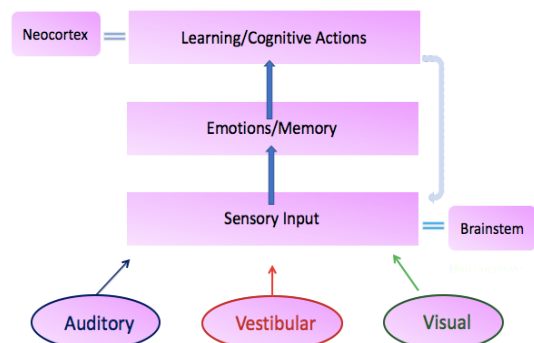 Neocortex
Learning/Cognitive Actions
Emotions/Memory
Sensory Input
Brainstem
Auditory
Vestibular
Visual